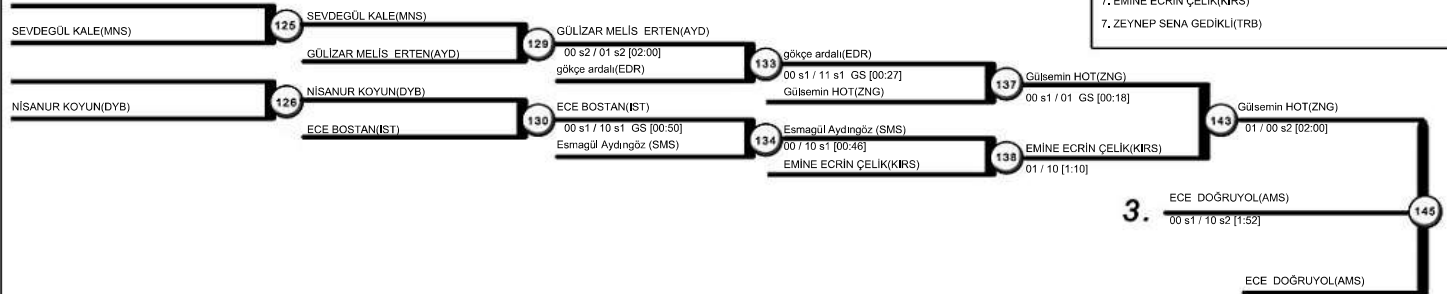 7. EMİNE ECRİN ÇELİK(KIRS)
7. ZEYNEP SENA GEDİKLİ(TRB)
SEVDEGÜL KALE(MNS)
125
SEVDEGÜL KALE(MNS)
GÜLİZAR MELİS ERTEN(AYD)
129
GÜLİZAR MELİS ERTEN(AYD)
00 s2 / 01 s2 [02:00]
gökçe ardalı(EDR)
133
gökçe ardalı(EDR)
00 s1 / 11 s1 GS [00:27]
Gülsemin HOT(ZNG)
137
Gülsemin HOT(ZNG)
00 s1 / 01 GS [00:18]
NİSANUR KOYUN(DYB)
126
NİSANUR KOYUN(DYB)
ECE BOSTAN(IST)
130
ECE BOSTAN(IST)
00 s1 / 10 s1 GS [00:50]
Esmagül Aydıngöz (SMS)
134
Esmagül Aydıngöz (SMS)
00 / 10 s1 [00:46]
EMİNE ECRİN ÇELİK(KIRS)
138
EMİNE ECRİN ÇELİK(KIRS)
01 / 10 [1:10]
143
Gülsemin HOT(ZNG)
01 / 00 s2 [02:00]
3.
ECE DOĞRUYOL(AMS)
00 s1 / 10 s2 [1:52]
145
ECE DOĞRUYOL(AMS)